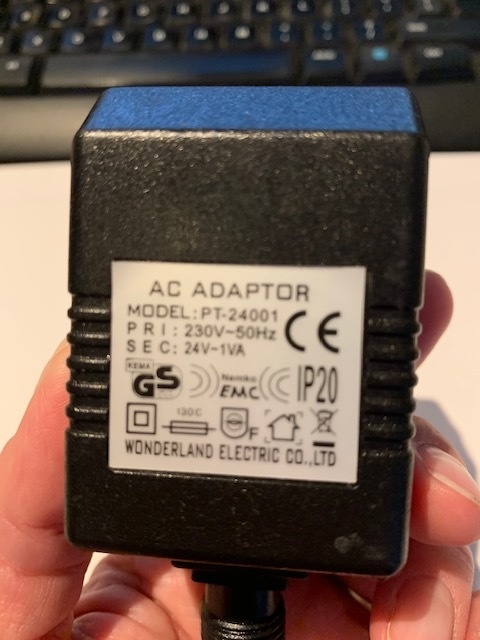 AC ADAPTOR
MODEL:PT-24001
PRI: 230V~50Hz
SEC: 24V~1VA
CE
KEMA
GS
Nemko
EMC
IP20
130C
F
WONDERLAND ELECTRIC CO.,LTD